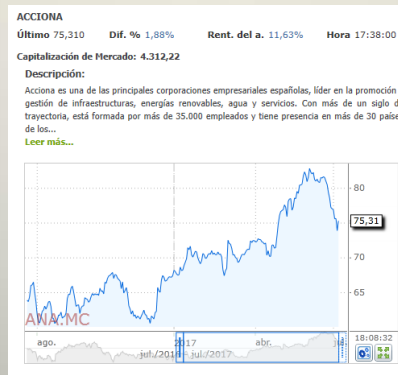 ACCIONA
Último 75,310 Dif. % 1,88% Rent. del a. 11,63% Hora 17:38:00
Capitalización de Mercado: 4.312,22
Descripción:
Acciona es una de las principales corporaciones empresariales españolas, líder en la promoción
gestión de infraestructuras, energías renovables, agua y servicios. Con más de un siglo d
trayectoria, está formada por más de 35.000 empleados y tiene presencia en más de 30 paíse
de los...
Leer más...
80
75,31
70
65
ANA.MC
ago. 2017 abr. jul.
jul./2016 jul./2017
18:08:32